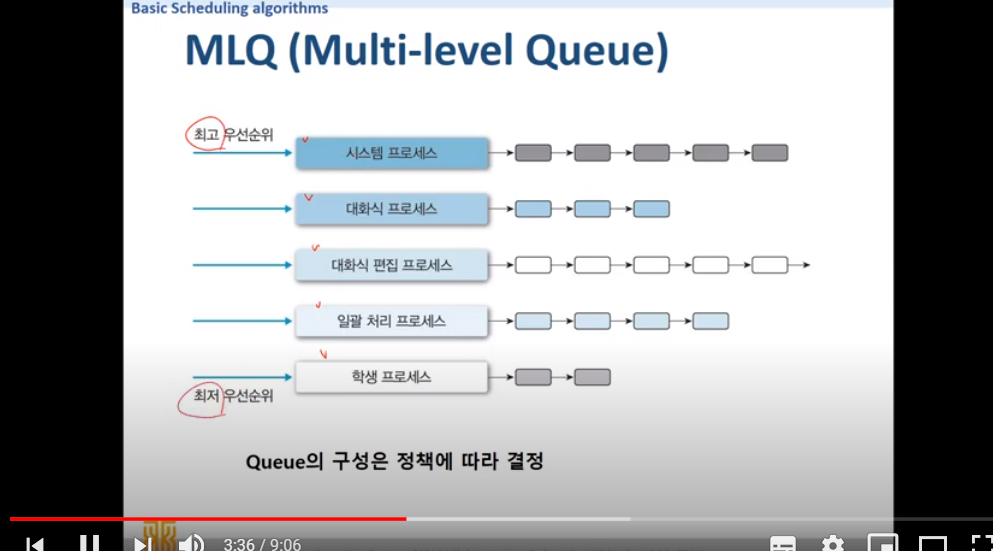 Basic Scheduling algorithms
MLQ (Multi-level Queue)
최고 우선순위
시스템 프로세스
대화식 프로세스
대화식 편집 프로세스
일괄 처리 프로세스
학생 프로세스
최저 우선순위
Queue의 구성은 정책에 따라 결정
3:36 / 9:06